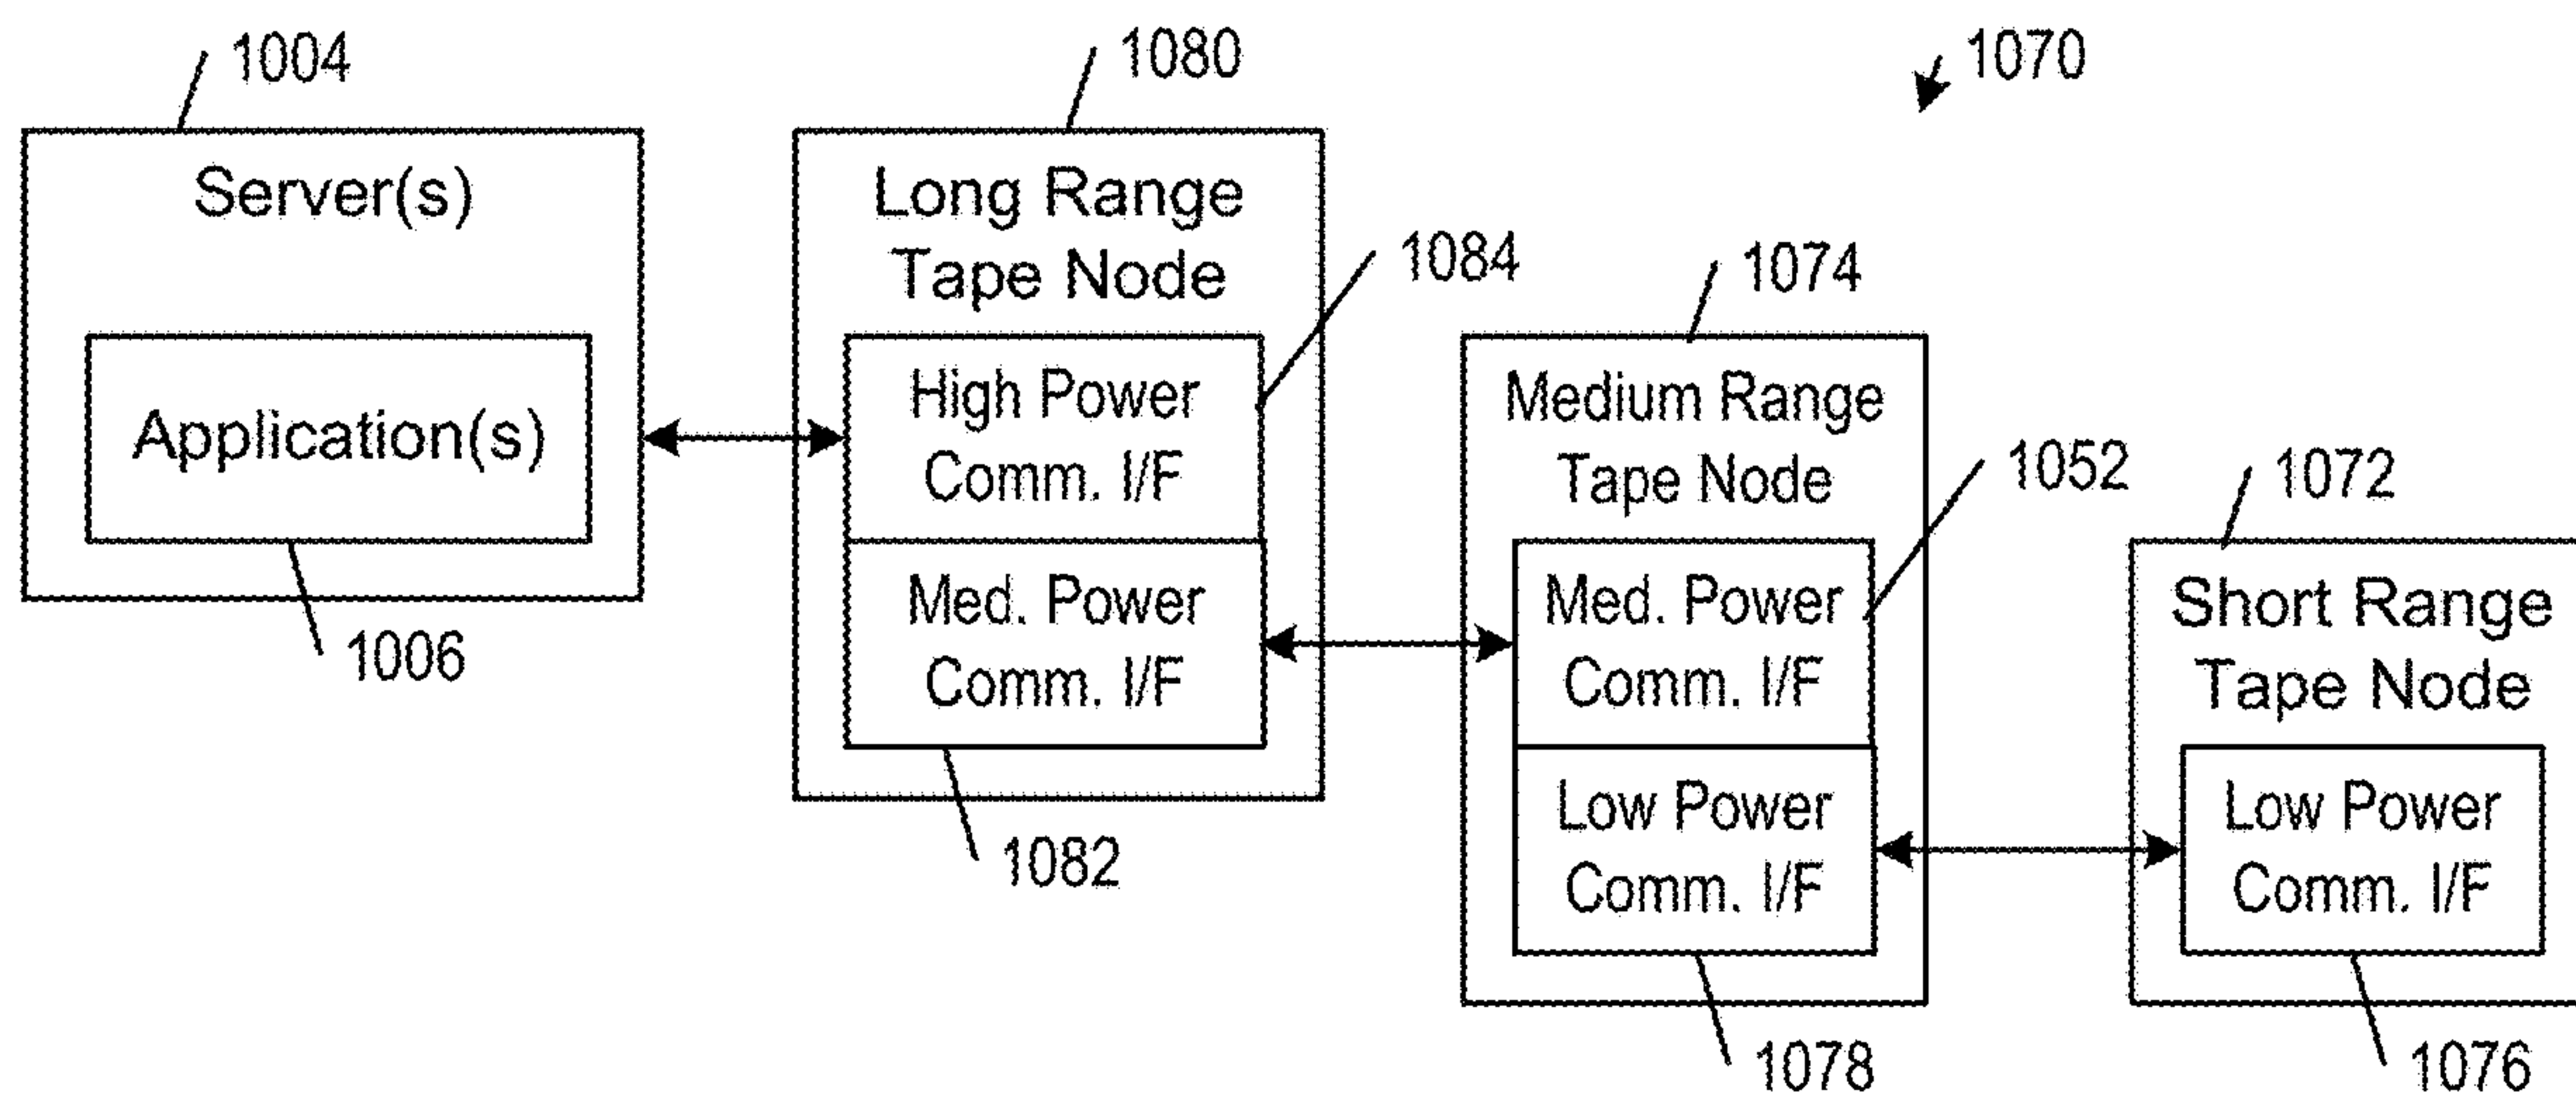 1004
1080
1070
Server(s)
Long Range
Tape Node
1084
1074
High Power
Comm. I/F
Application(s)
Medium Range
Tape Node
1052
1072
Med. Power
Comm. I/F
Med. Power
Comm. I/F
Short Range
Tape Node
1006
1082
Low Power
Comm. I/F
Low Power
Comm. I/F
1078
1076